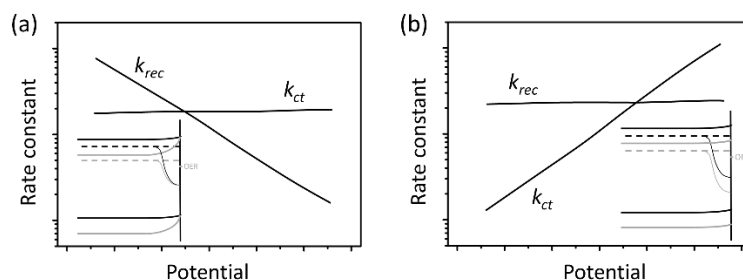 (a)
Rate constant
k_rec
k_ct
OER
Potential
(b)
Rate constant
k_rec
k_ct
Potential